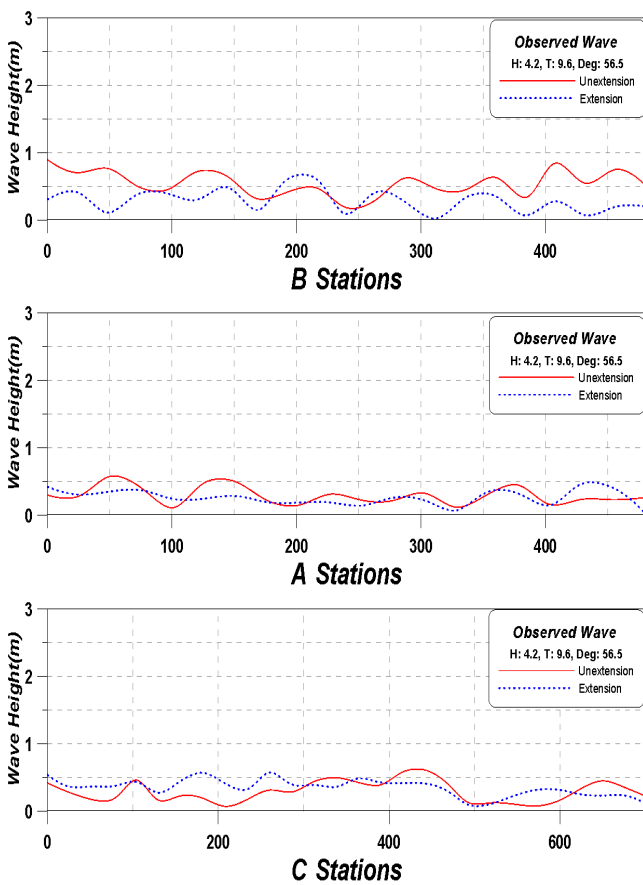 3
2
1
0
Wave Height(m)
Observed Wave
H: 4.2, T: 9.6, Deg: 56.5
Unextension
Extension
0 100 200 300 400
B Stations
3
2
1
0
Wave Height(m)
Observed Wave
H: 4.2, T: 9.6, Deg: 56.5
Unextension
Extension
0 100 200 300 400
A Stations
3
2
1
0
Wave Height(m)
Observed Wave
H: 4.2, T: 9.6, Deg: 56.5
Unextension
Extension
0 200 400 600
C Stations